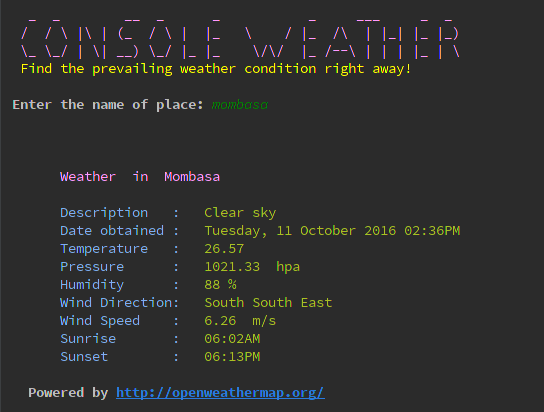 CONSOLE WEATHER
Find the prevailing weather condition right away!
Enter the name of place: mombasa
Weather in Mombasa
Description : Clear sky
Date obtained : Tuesday, 11 October 2016 02:36PM
Temperature : 26.57
Pressure : 1021.33 hpa
Humidity : 88 %
Wind Direction: South South East
Wind Speed : 6.26 m/s
Sunrise : 06:02AM
Sunset : 06:13PM
Powered by http://openweathermap.org/